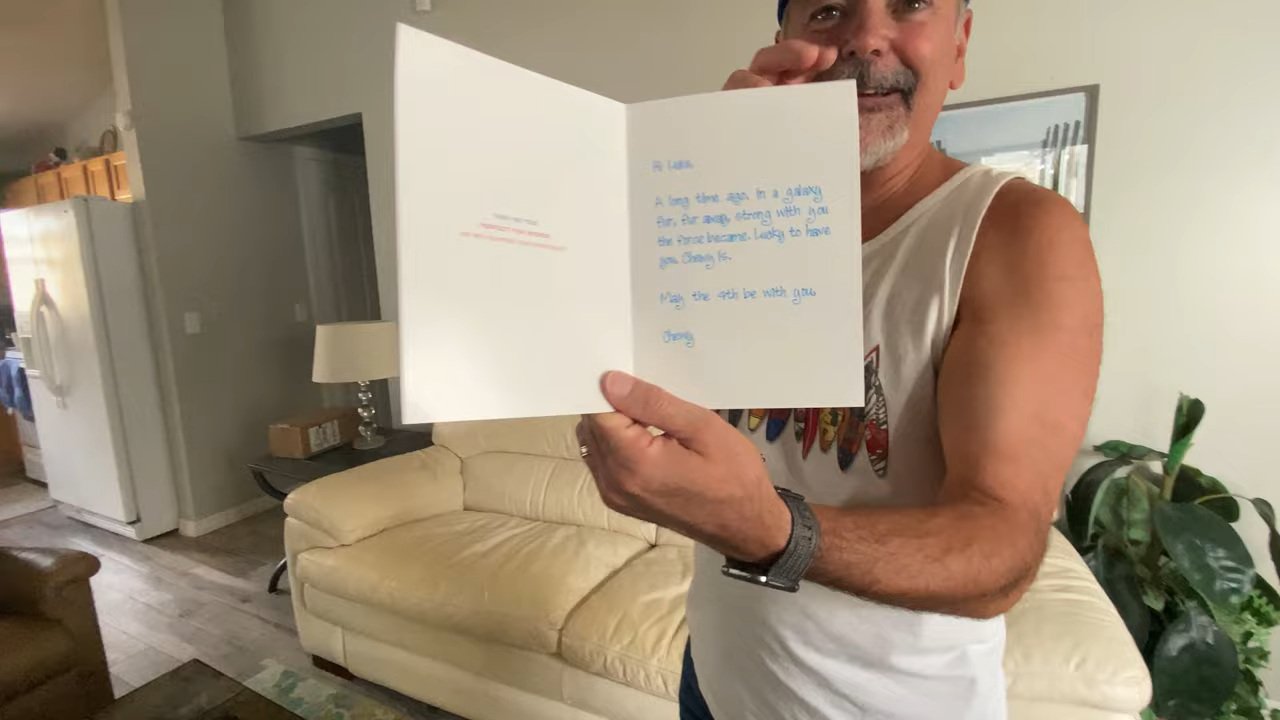 Hi Luke,
A long time ago, in a galaxy
far, far away, strong with you
the force became. Lucky to have
you, Chewy is.
May the 4th be with you,
Chewy